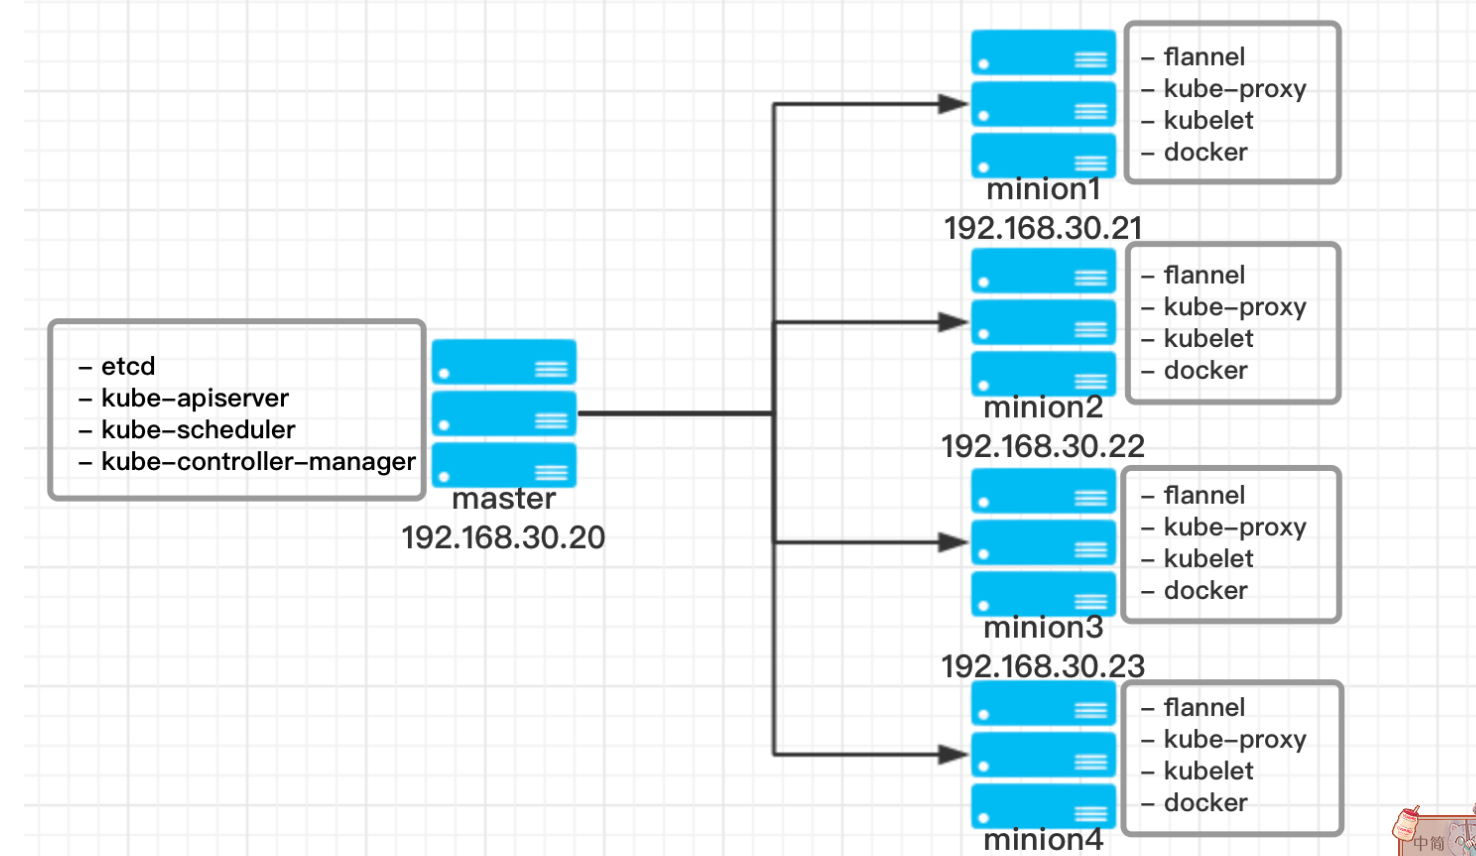 – etcd
– kube–apiserver
– kube–scheduler
– kube–controller–manager
master
192.168.30.20
– flannel
– kube–proxy
– kubelet
– docker
minion1
192.168.30.21
– flannel
– kube–proxy
– kubelet
– docker
minion2
192.168.30.22
– flannel
– kube–proxy
– kubelet
– docker
minion3
192.168.30.23
– flannel
– kube–proxy
– kubelet
– docker
minion4
中简